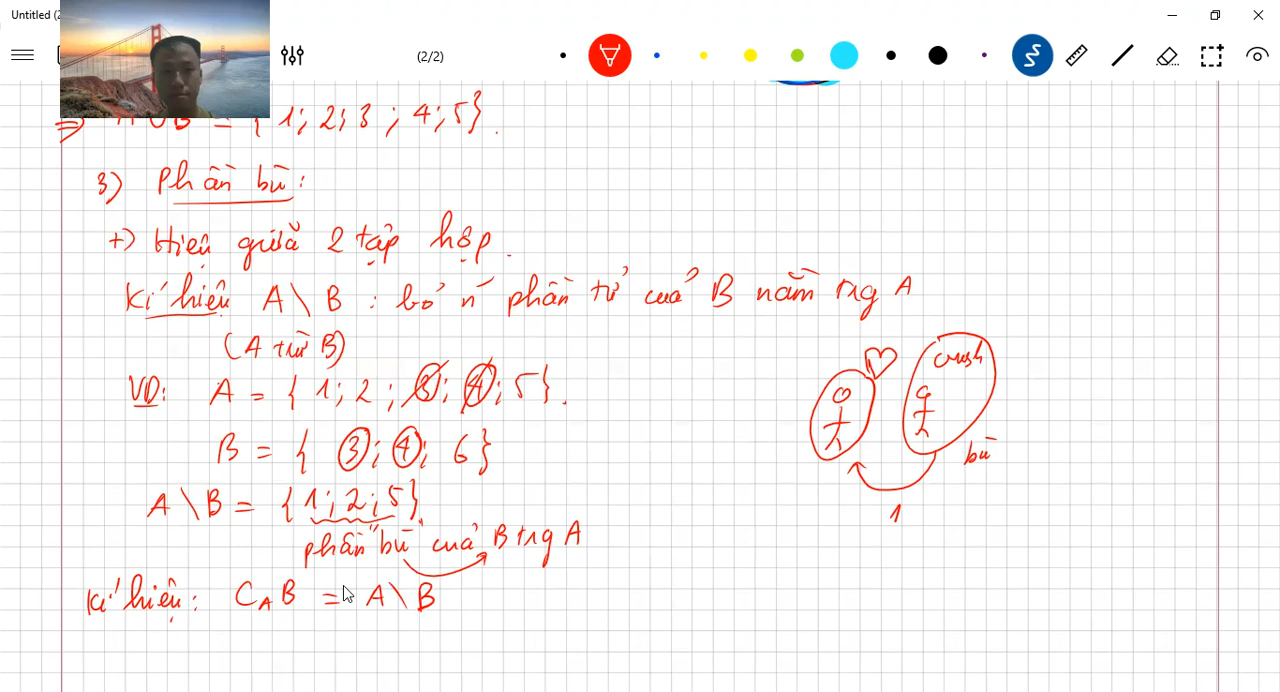 Untitled (2
(2/2)
⇒ A ∪ B = { 1; 2; 3 ; 4; 5}.
3) Phần bù:
+) Hiệu giữa 2 tập hợp.
Kí hiệu A \ B : bỏ n~ phần tử của B nằm trg A
(A trừ B)
crush
VD: A = { 1; 2 ; 3; 4; 5}.
B = { 3; 4; 6}
bù
A \ B = { 1; 2; 5}.
1
phần "bù" của B trg A
Kí hiệu: C_A B = A \ B